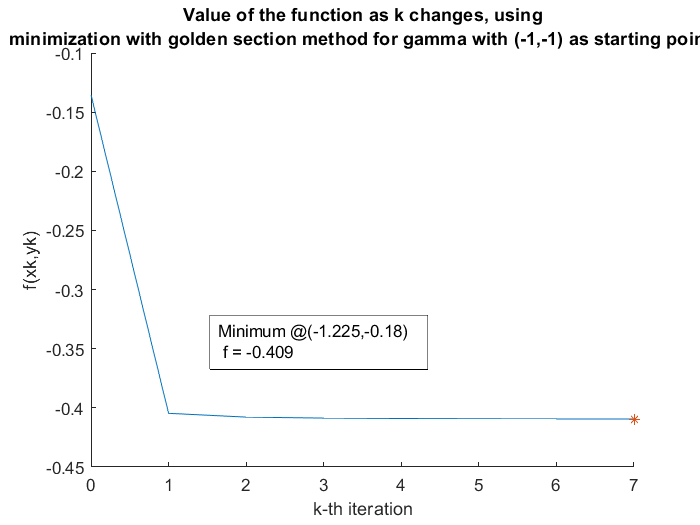 Value of the function as k changes, using
minimization with golden section method for gamma with (-1,-1) as starting poin
-0.1
-0.15
-0.2
-0.25
-0.3
-0.35
-0.4
-0.45
f(xk,yk)
Minimum @(-1.225,-0.18)
f = -0.409
0 1 2 3 4 5 6 7
k-th iteration